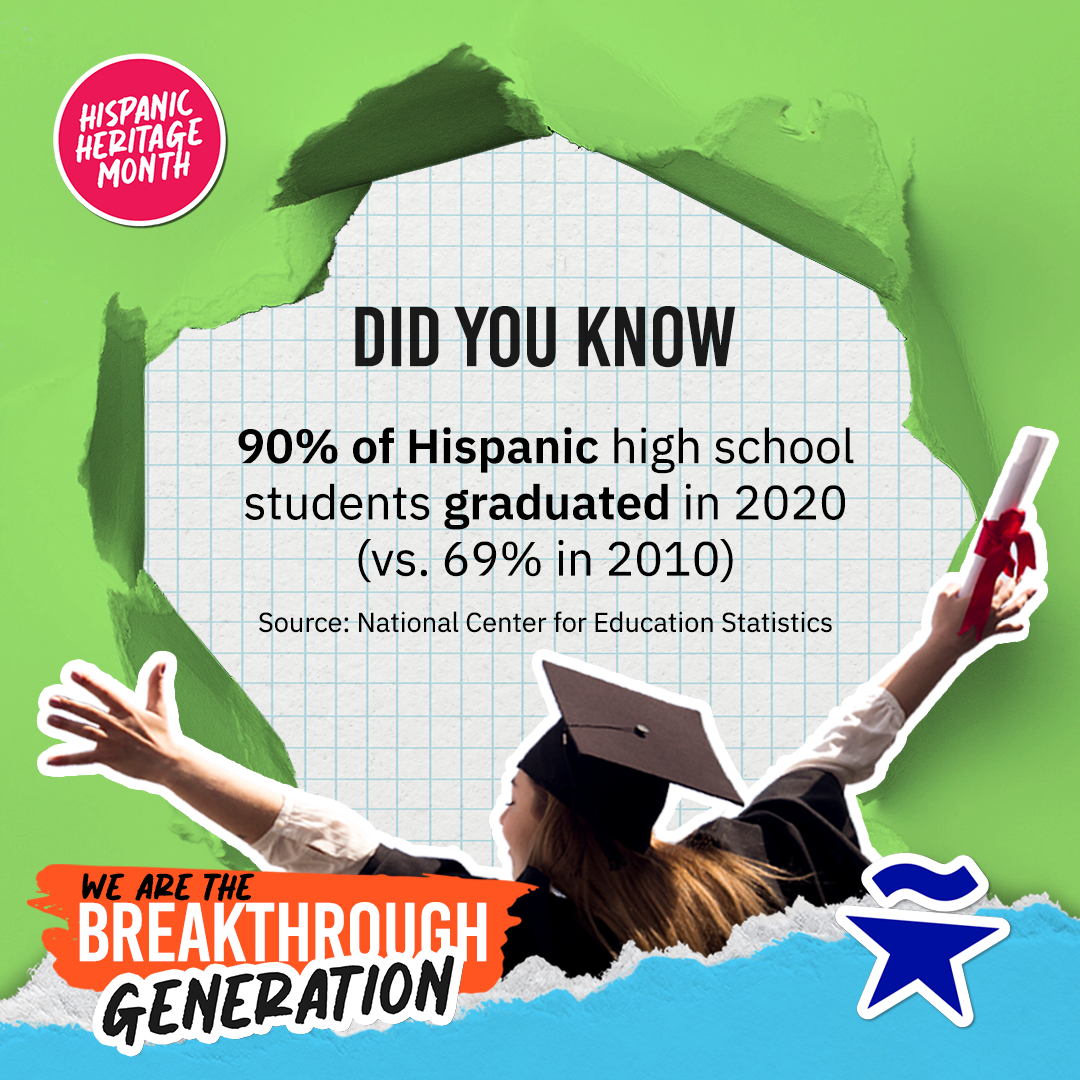 HISPANIC
HERITAGE
MONTH
DID YOU KNOW
90% of Hispanic high school
students graduated in 2020
(vs. 69% in 2010)
Source: National Center for Education Statistics
WE ARE THE
BREAKTHROUGH
GENERATION